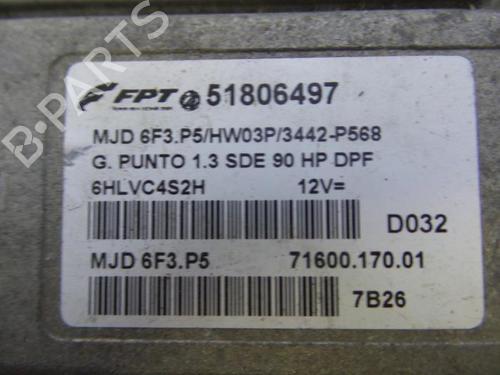 B-PARTS
FPT 51806497
MJD 6F3.P5/HW03P/3442-P568
G. PUNTO 1.3 SDE 90 HP DPF
6HLVC4S2H 12V=
D032
MJD 6F3.P5 71600.170.01
7B26